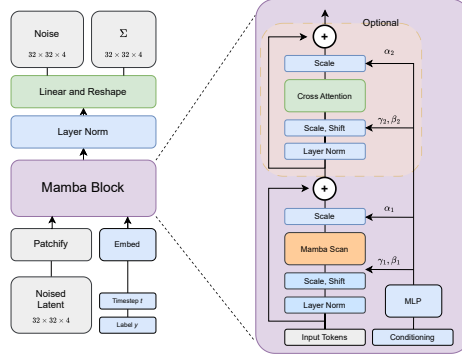 Noise
32 × 32 × 4
Σ
32 × 32 × 4
Linear and Reshape
Layer Norm
Mamba Block
Patchify
Embed
Noised
Latent
32 × 32 × 4
Timestep t
Label y
Optional
+
Scale
α₂
Cross Attention
Scale, Shift
γ₂, β₂
Layer Norm
+
Scale
α₁
Mamba Scan
Scale, Shift
γ₁, β₁
Layer Norm
MLP
Input Tokens
Conditioning